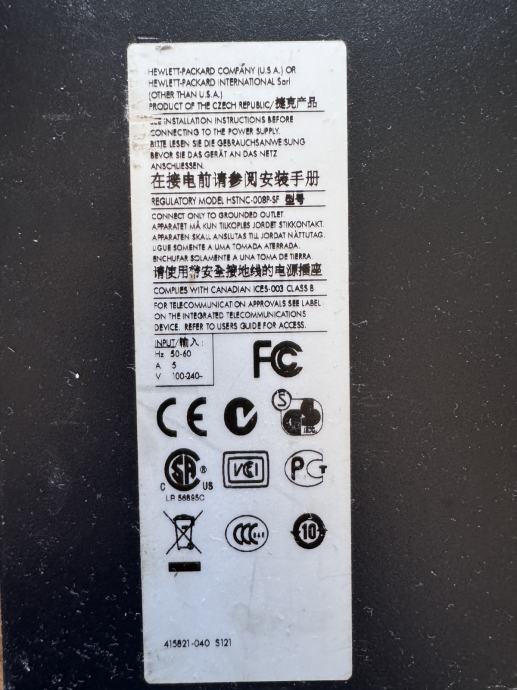 HEWLETT-PACKARD COMPANY (U.S.A.) OR
HEWLETT-PACKARD INTERNATIONAL Sarl
(OTHER THAN U.S.A.)
PRODUCT OF THE CZECH REPUBLIC/捷克产品
INSTALLATION INSTRUCTIONS BEFORE
CONNECTING TO THE POWER SUPPLY.
BITTE LESEN SIE DIE GEBRAUCHSANWEISUNG
BEVOR SIE DAS GERÄT AN DAS NETZ
ANSCHLIESSEN.
在接电前请参阅安装手册
REGULATORY MODEL HSTNC-008P-SF 型号
CONNECT ONLY TO GROUNDED OUTLET
APPARATET MÅ KUN TILKOPLES JORDET STIKKONTAKT.
APPARATEN SKALL ANSLUTAS TILL JORDAT NÄTTUTAG.
LIGUE SOMENTE A UMA TOMADA ATERRADA.
ENCHUFAR SOLAMENTE A UNA TOMA DE TIERRA
请使用带安全接地线的电源插座
COMPLIES WITH CANADIAN ICES-003 CLASS B
FOR TELECOMMUNICATION APPROVALS SEE LABEL
ON THE INTEGRATED TELECOMMUNICATIONS
DEVICE. REFER TO USERS GUIDE FOR ACCESS.
INPUT/输入:
Hz 50-60
A 5
V 100-240~
FC
CE
S
C SA ® US
VCI
PCT
LR 56895C
CCC
10
415821-040 S121